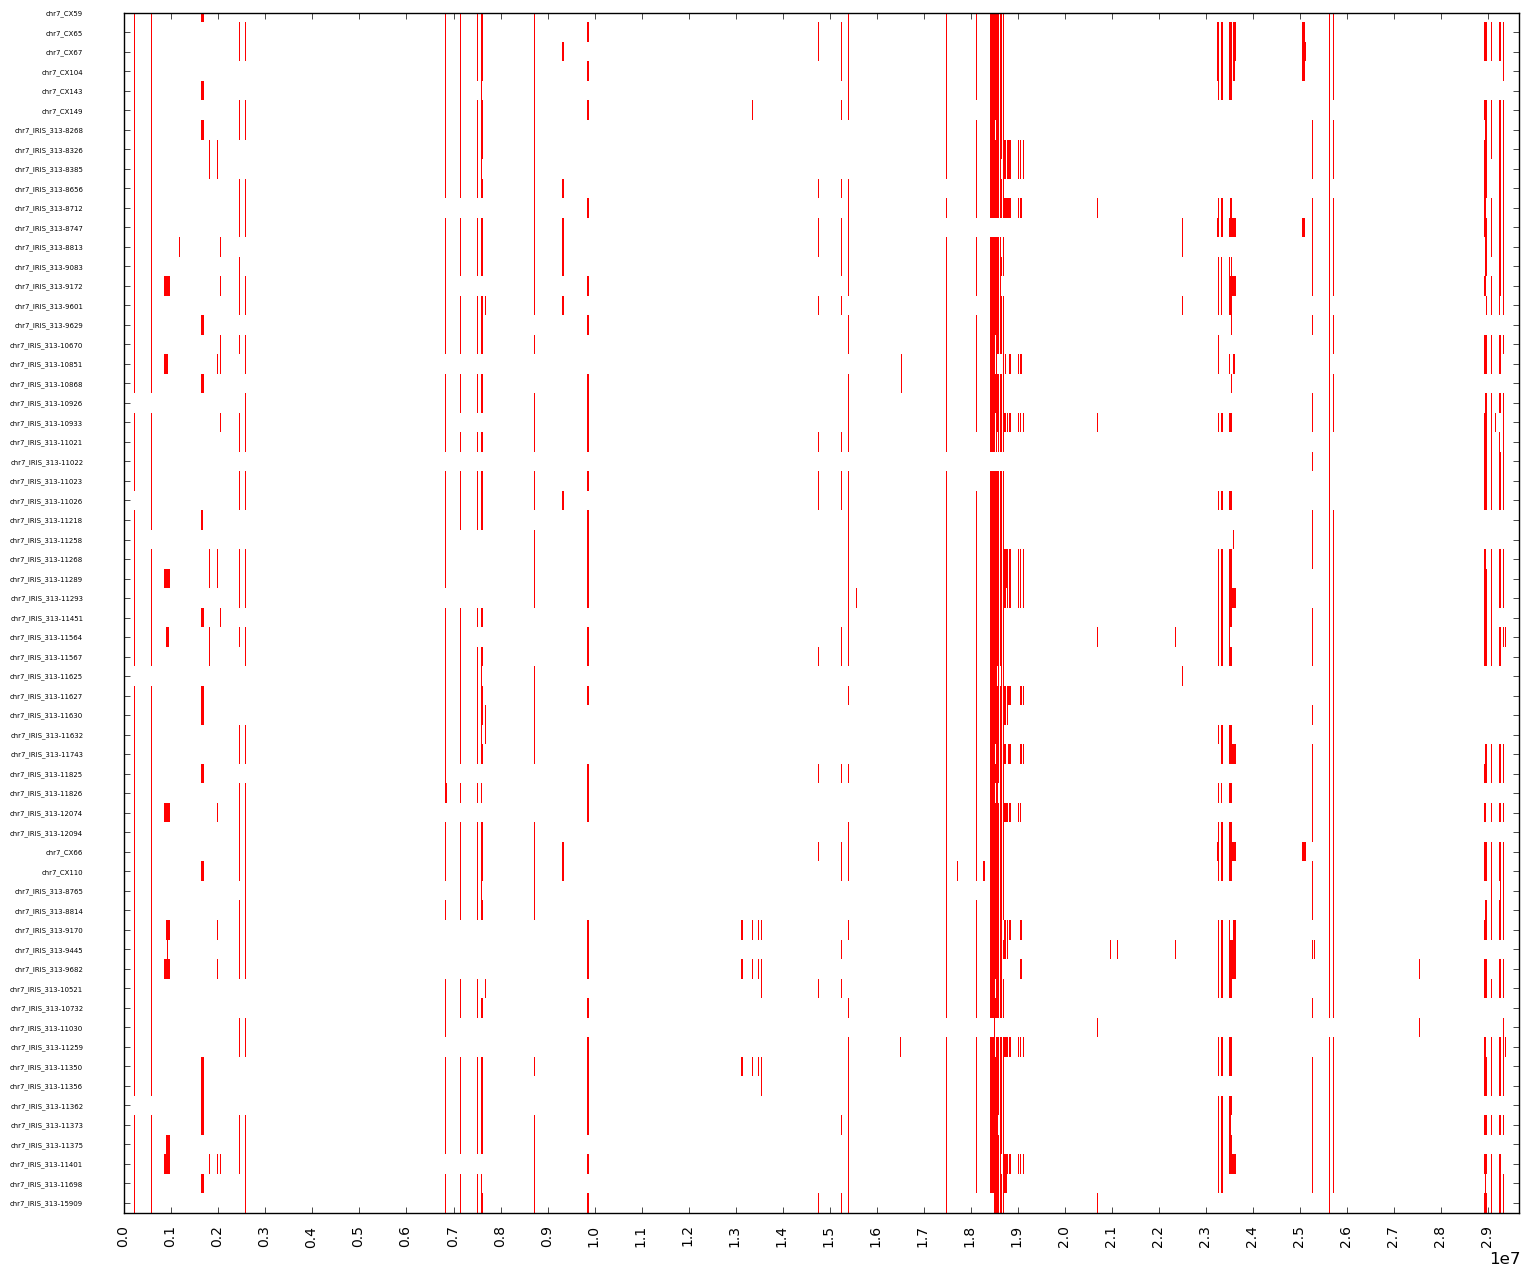 chr7_CX59
chr7_CX65
chr7_CX67
chr7_CX104
chr7_CX143
chr7_CX149
chr7_IRIS_313-8268
chr7_IRIS_313-8326
chr7_IRIS_313-8385
chr7_IRIS_313-8656
chr7_IRIS_313-8712
chr7_IRIS_313-8747
chr7_IRIS_313-8813
chr7_IRIS_313-9083
chr7_IRIS_313-9172
chr7_IRIS_313-9601
chr7_IRIS_313-9629
chr7_IRIS_313-10670
chr7_IRIS_313-10851
chr7_IRIS_313-10868
chr7_IRIS_313-10926
chr7_IRIS_313-10933
chr7_IRIS_313-11021
chr7_IRIS_313-11022
chr7_IRIS_313-11023
chr7_IRIS_313-11026
chr7_IRIS_313-11218
chr7_IRIS_313-11258
chr7_IRIS_313-11268
chr7_IRIS_313-11289
chr7_IRIS_313-11293
chr7_IRIS_313-11451
chr7_IRIS_313-11564
chr7_IRIS_313-11567
chr7_IRIS_313-11625
chr7_IRIS_313-11627
chr7_IRIS_313-11630
chr7_IRIS_313-11632
chr7_IRIS_313-11743
chr7_IRIS_313-11825
chr7_IRIS_313-11826
chr7_IRIS_313-12074
chr7_IRIS_313-12094
chr7_CX66
chr7_CX110
chr7_IRIS_313-8765
chr7_IRIS_313-8814
chr7_IRIS_313-9170
chr7_IRIS_313-9445
chr7_IRIS_313-9682
chr7_IRIS_313-10521
chr7_IRIS_313-10732
chr7_IRIS_313-11030
chr7_IRIS_313-11259
chr7_IRIS_313-11350
chr7_IRIS_313-11356
chr7_IRIS_313-11362
chr7_IRIS_313-11373
chr7_IRIS_313-11375
chr7_IRIS_313-11401
chr7_IRIS_313-11698
chr7_IRIS_313-15909
0.0 0.1 0.2 0.3 0.4 0.5 0.6 0.7 0.8 0.9 1.0 1.1 1.2 1.3 1.4 1.5 1.6 1.7 1.8 1.9 2.0 2.1 2.2 2.3 2.4 2.5 2.6 2.7 2.8 2.9
1e7